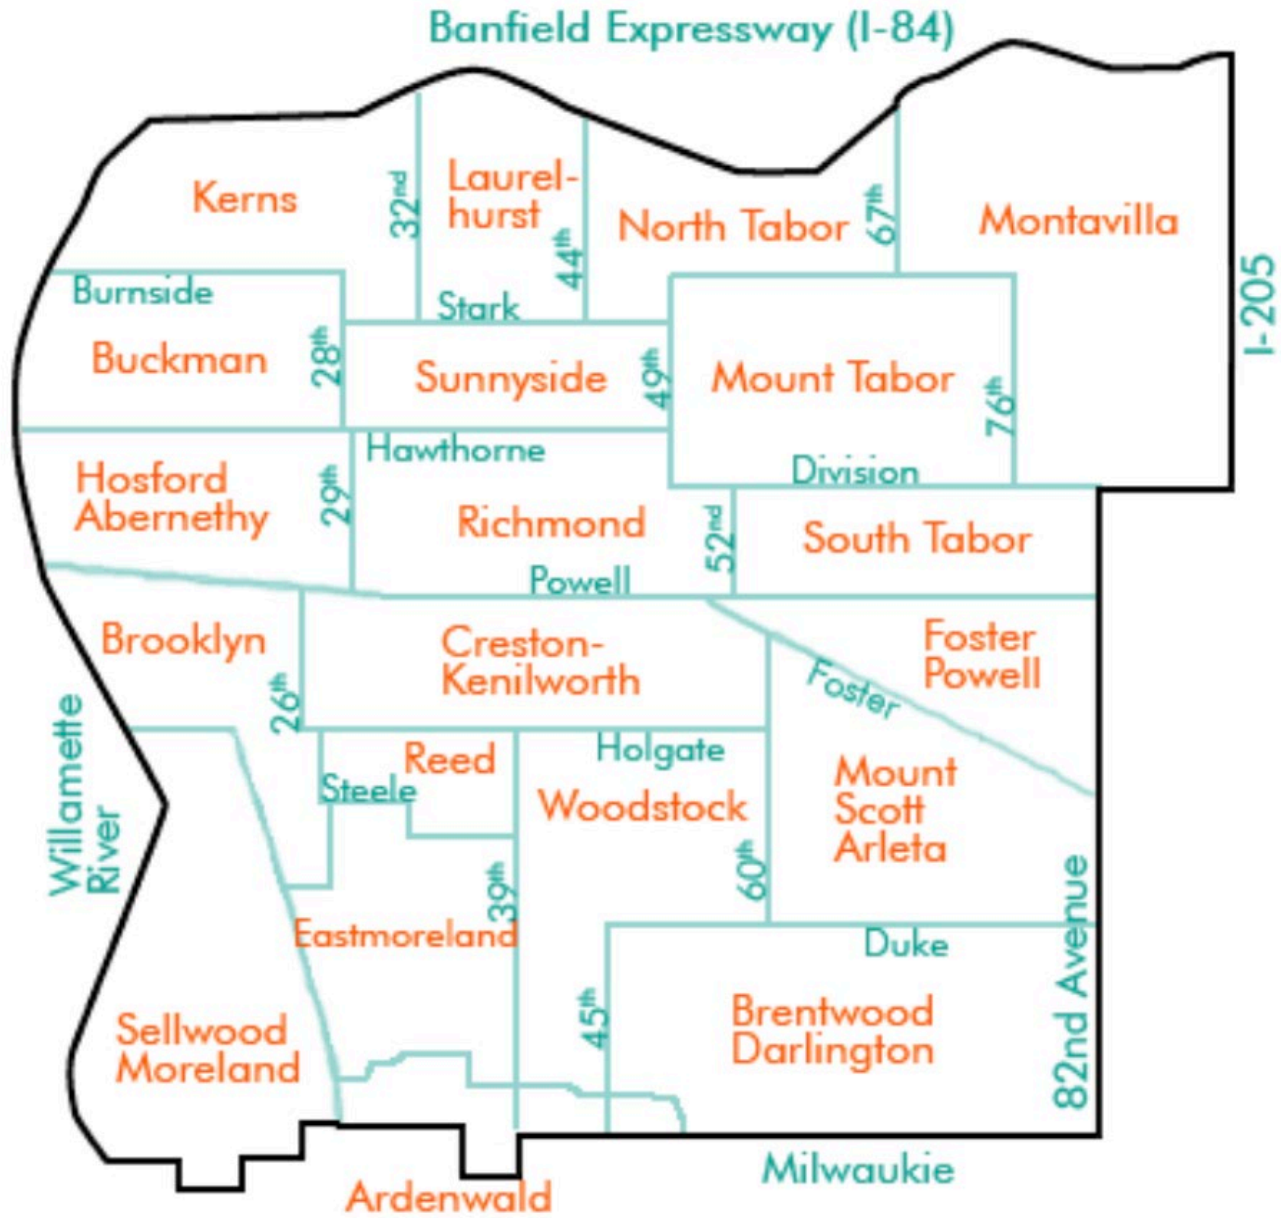 Banfield Expressway (I-84)
Kerns
32nd
Laurel-
hurst
44th
North Tabor
67th
Montavilla
I-205
Burnside
Stark
Buckman
28th
Sunnyside
49th
Mount Tabor
76th
Hawthorne
Division
Hosford
Abernethy
29th
Richmond
52nd
South Tabor
Powell
Brooklyn
26th
Creston-
Kenilworth
Foster
Powell
Foster
Willamette
River
Reed
Holgate
Steele
Woodstock
Mount
Scott
Arleta
39th
60th
82nd Avenue
Eastmoreland
Duke
45th
Brentwood
Darlington
Sellwood
Moreland
Milwaukie
Ardenwald